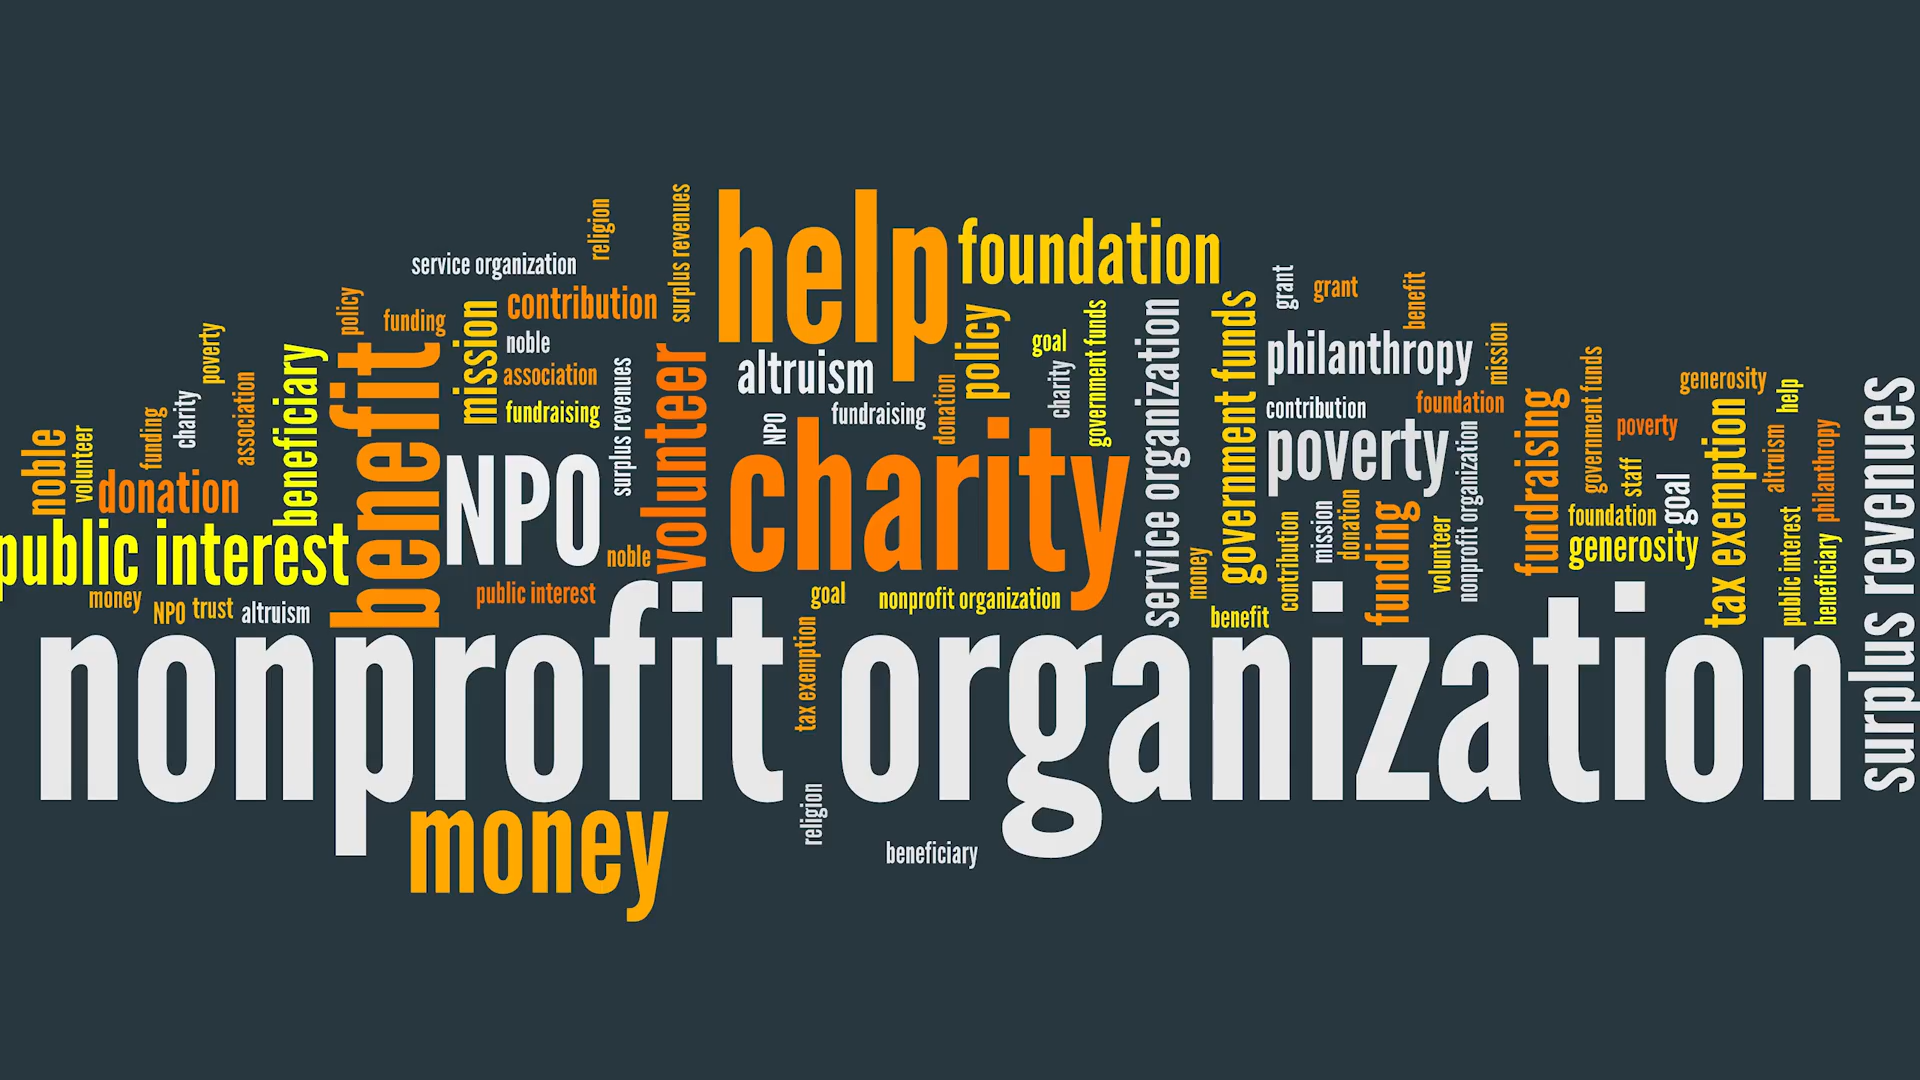 religion
surplus revenues
help
foundation
service organization
grant
grant
benefit
policy
funding
mission
contribution
noble
association
fundraising
surplus revenues
volunteer
altruism
NPO
fundraising
donation
policy
goal
charity
government funds
service organization
government funds
philanthropy
mission
contribution
foundation
poverty
nonprofit organization
poverty
beneficiary
benefit
charity
funding
association
noble
volunteer
donation
NPO
charity
fundraising
government funds
generosity
help
poverty
staff
goal
tax exemption
altruism
philanthropy
surplus revenues
public interest
noble
money
contribution
mission
donation
funding
volunteer
foundation
generosity
public interest
beneficiary
money
NPO
trust
altruism
public interest
goal
nonprofit organization
benefit
nonprofit organization
tax exemption
money
religion
beneficiary